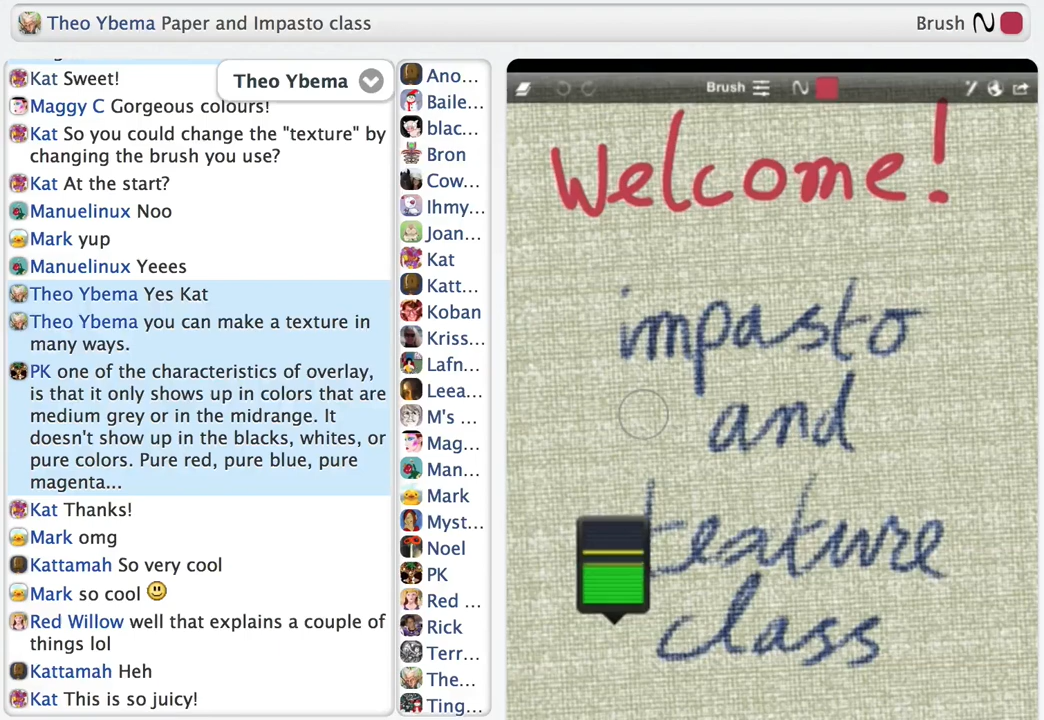 Theo Ybema Paper and Impasto class
Brush
Theo Ybema
Kat Sweet!
Maggy C Gorgeous colours!
Kat So you could change the "texture" by
changing the brush you use?
Kat At the start?
Manuelinux Noo
Mark yup
Manuelinux Yeees
Theo Ybema Yes Kat
Theo Ybema you can make a texture in
many ways.
PK one of the characteristics of overlay,
is that it only shows up in colors that are
medium grey or in the midrange. It
doesn't show up in the blacks, whites, or
pure colors. Pure red, pure blue, pure
magenta...
Kat Thanks!
Mark omg
Kattamah So very cool
Mark so cool
Red Willow well that explains a couple of
things lol
Kattamah Heh
Kat This is so juicy!
Ano...
Baile...
blac...
Bron
Cow...
Ihmy...
Joan...
Kat
Katt...
Koban
Kriss...
Lafn...
Leea...
M's ...
Mag...
Man...
Mark
Myst...
Noel
PK
Red ...
Rick
Terr...
The...
Ting...
Brush
Welcome!
impasto
and
texture
class